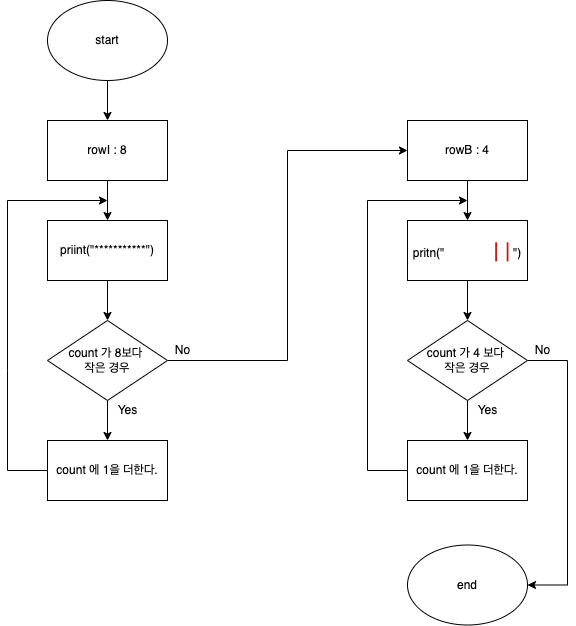 start
rowI : 8
priint("***********")
count 가 8보다
작은 경우
No
Yes
count 에 1을 더한다.
rowB : 4
pritn("        | | ")
count 가 4 보다
작은 경우
No
Yes
count 에 1을 더한다.
end